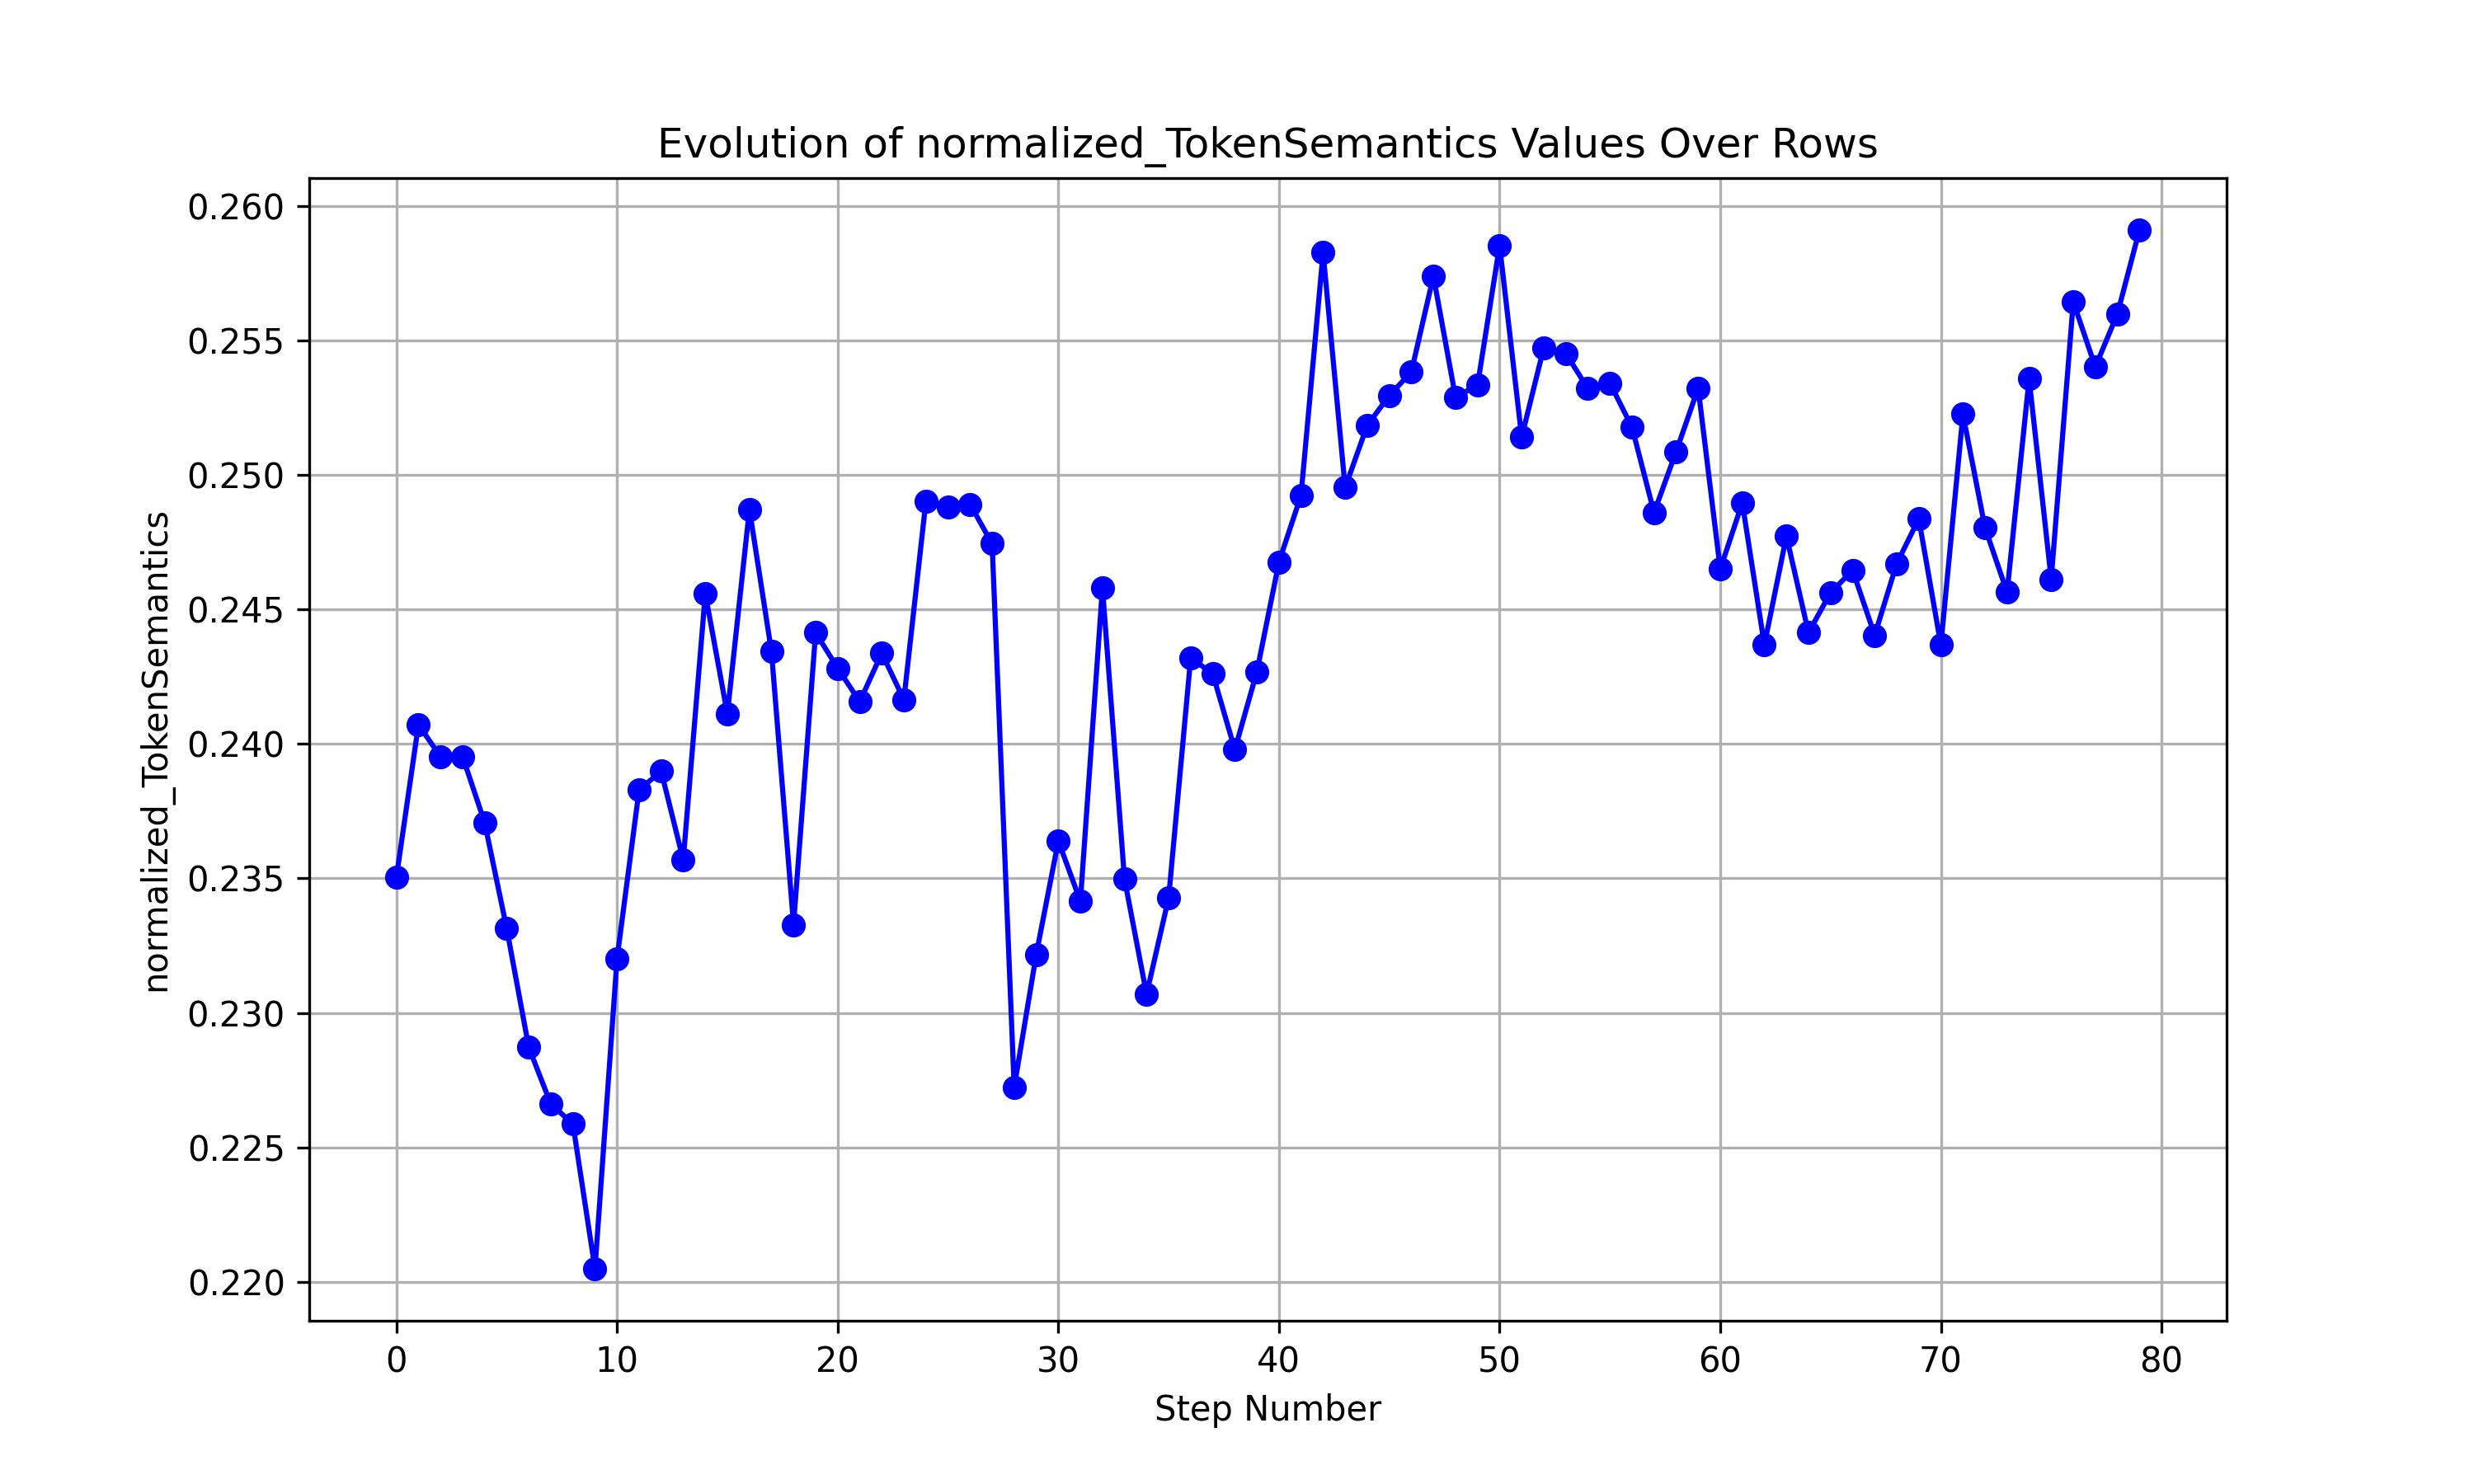 Evolution of normalized_TokenSemantics Values Over Rows
normalized_TokenSemantics
0.260
0.255
0.250
0.245
0.240
0.235
0.230
0.225
0.220
0 10 20 30 40 50 60 70 80
Step Number